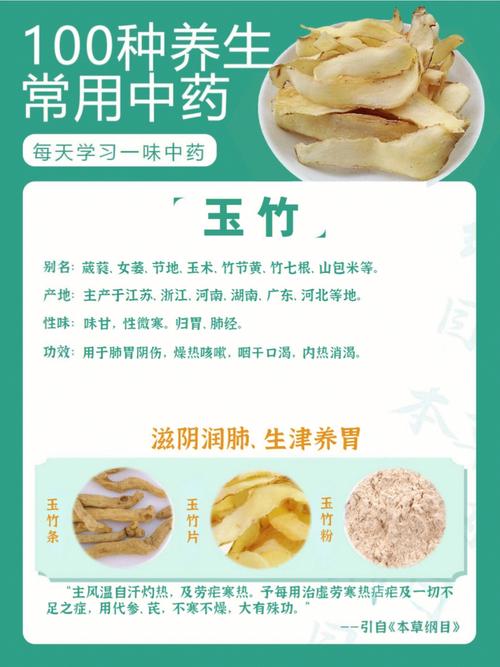 100种养生
常用中药
每天学习一味中药
玉竹
别名：葳蕤、女萎、节地、玉术、竹节黄、竹七根、山包米等。
产地：主产于江苏、浙江、河南、湖南、广东、河北等地。
性味：味甘，性微寒。归胃、肺经。
功效：用于肺胃阴伤，燥热咳嗽，咽干口渴，内热消渴。
滋阴润肺、生津养胃
玉竹条
玉竹片
玉竹粉
“主风温自汗灼热，及劳疟寒热。予每用治虚劳寒热痁疟及一切不
足之症，用代参、芪，不寒不燥，大有殊功。”
--引自《本草纲目》